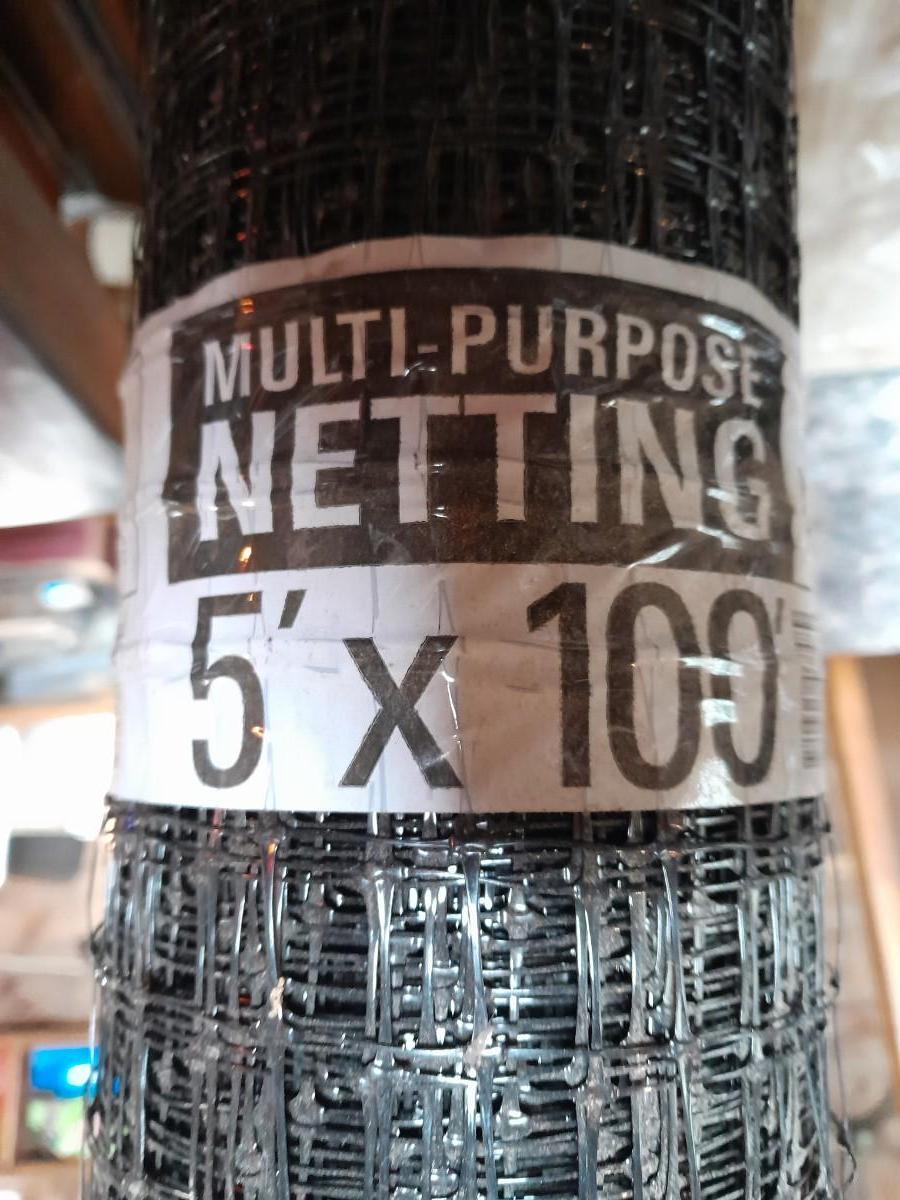 MULTI-PURPOSE
NETTING
5' x 100'